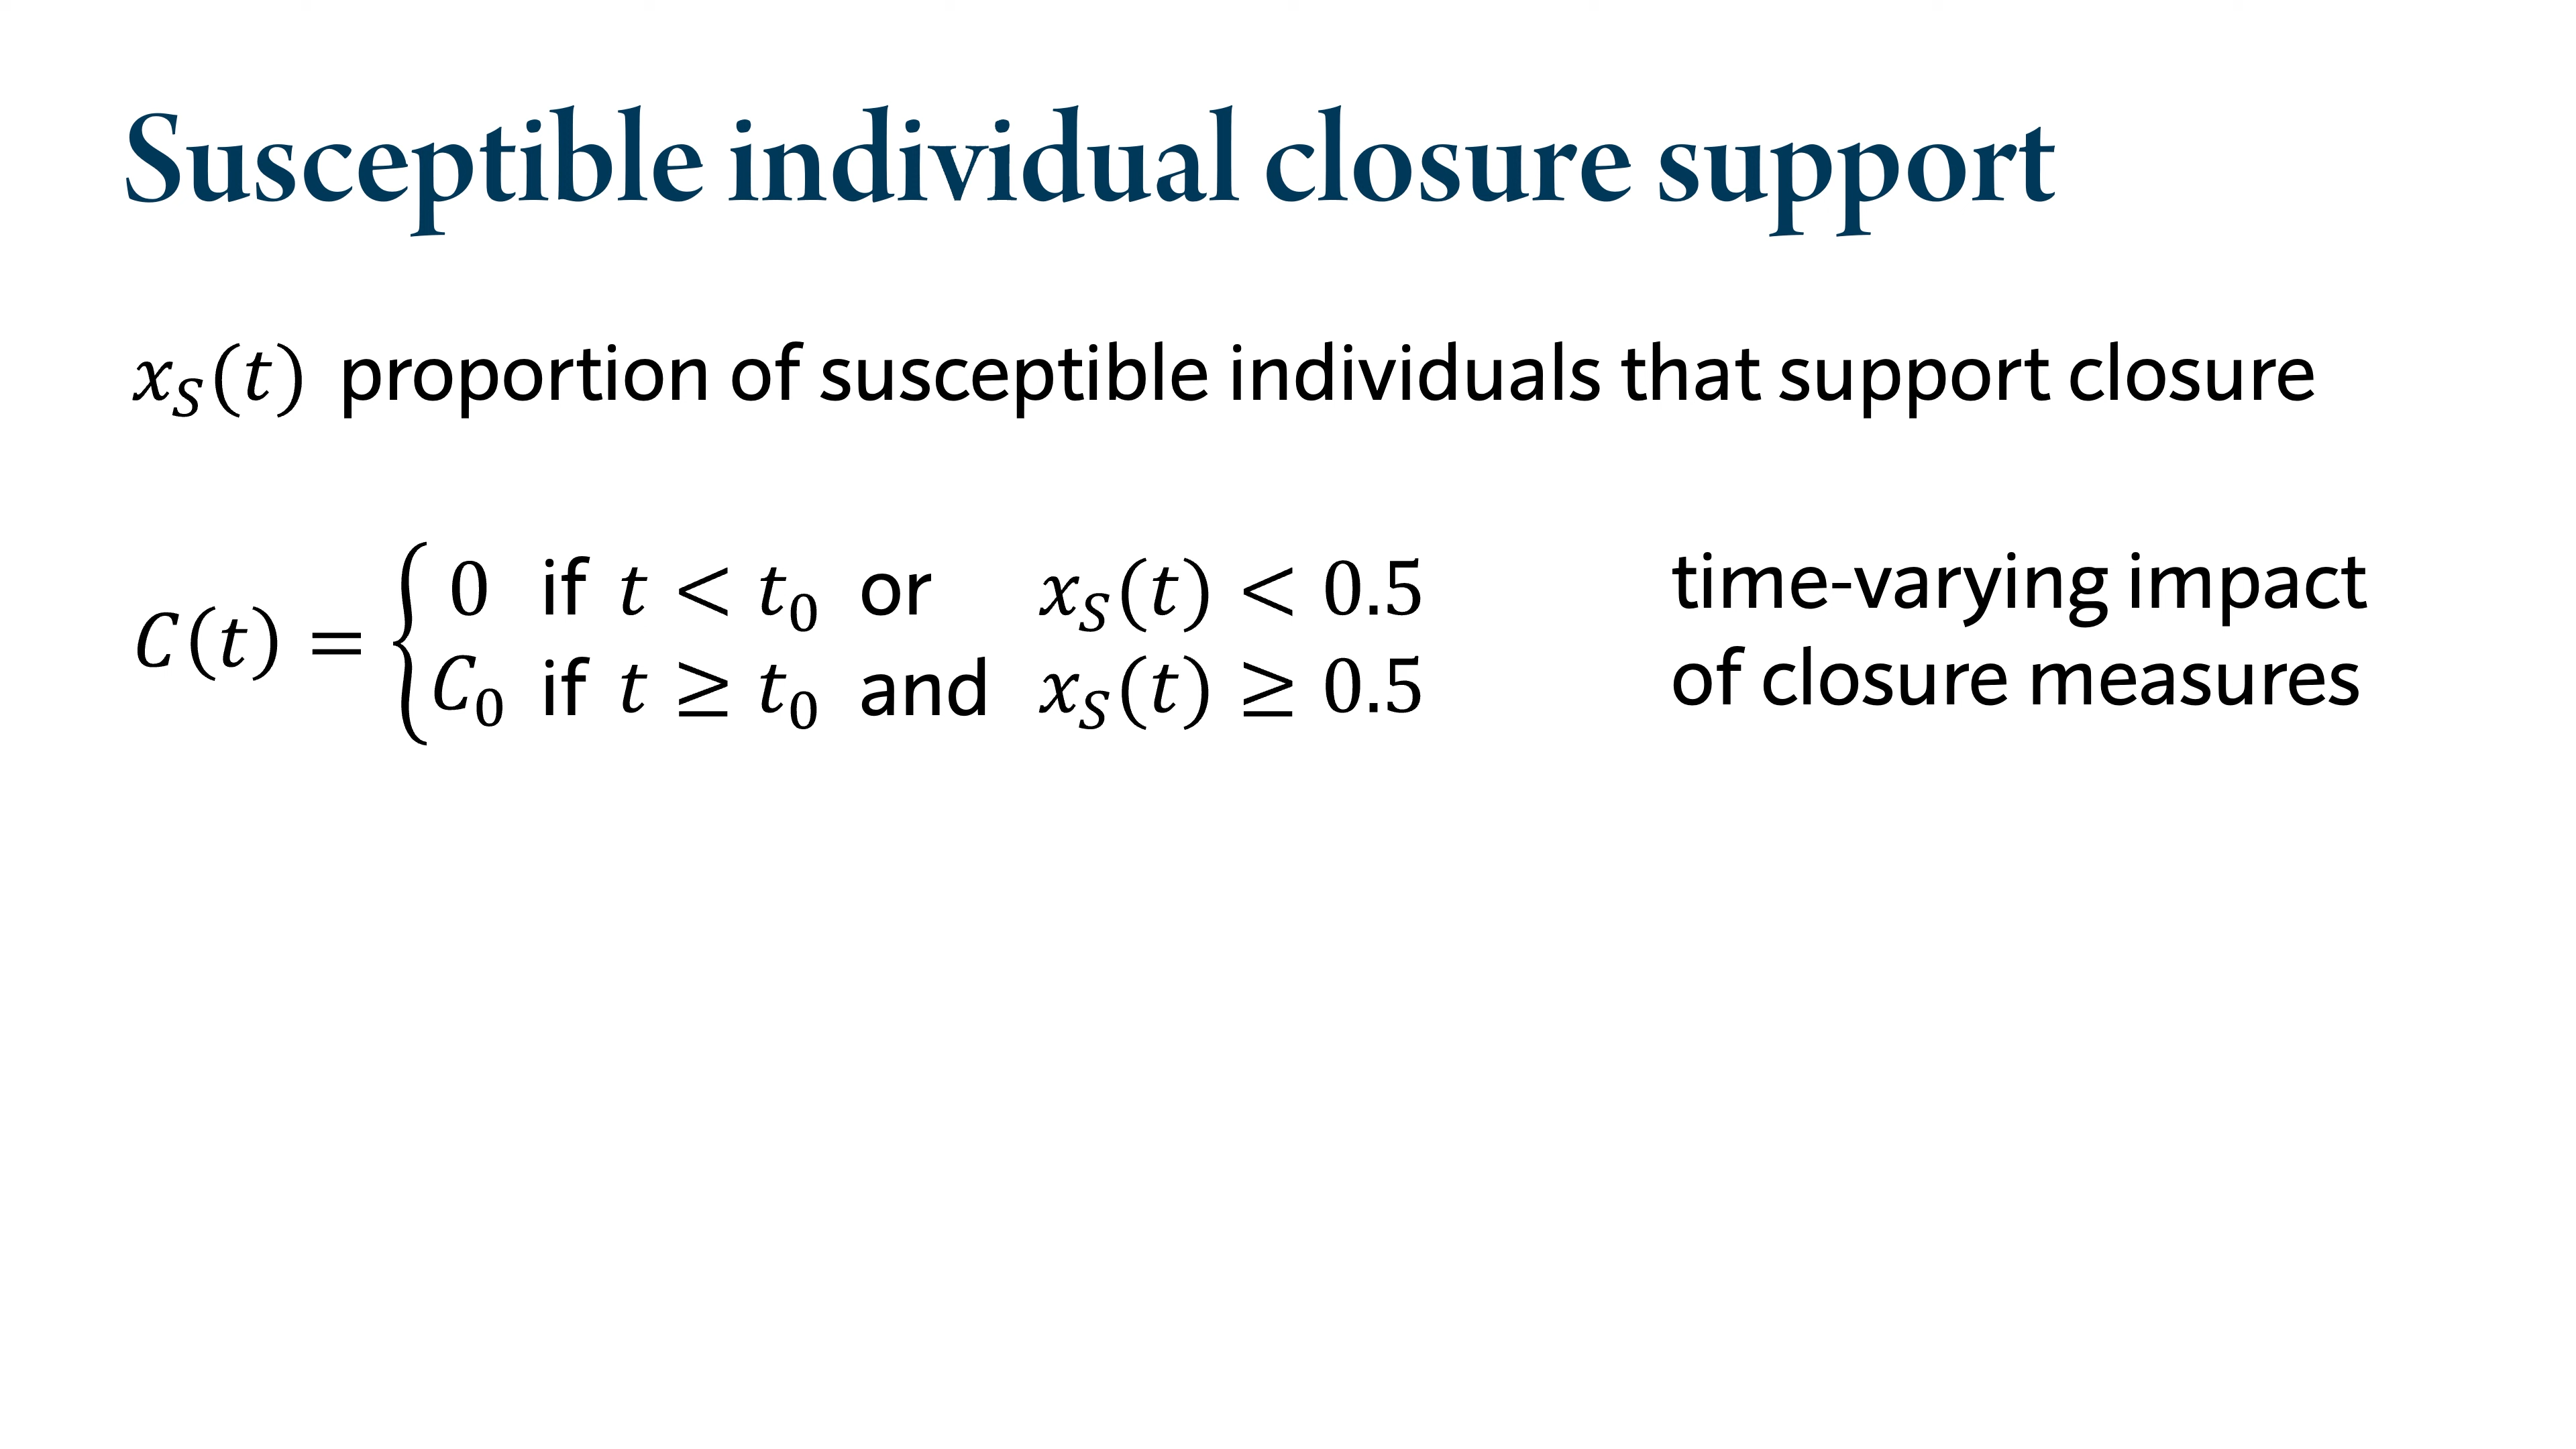 Susceptible individual closure support
x_S(t) proportion of susceptible individuals that support closure
C(t) = { 0 if t < t_0 or x_S(t) < 0.5
C_0 if t ≥ t_0 and x_S(t) ≥ 0.5
time-varying impact
of closure measures